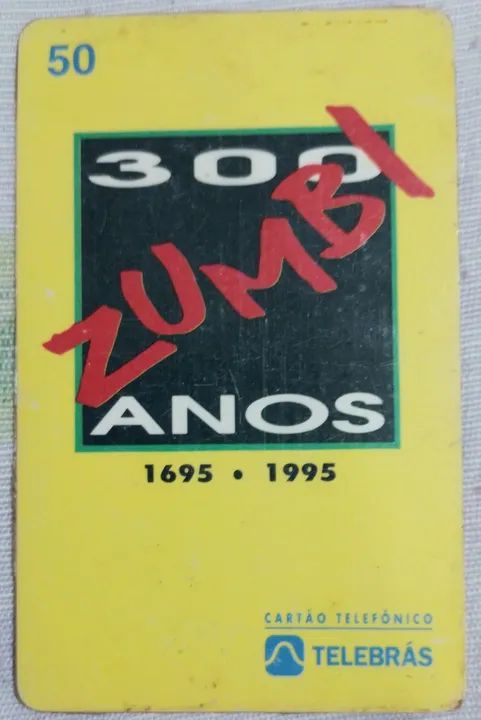 50
300
ZUMBI
ANOS
1695 • 1995
CARTÃO TELEFÔNICO
TELEBRÁS